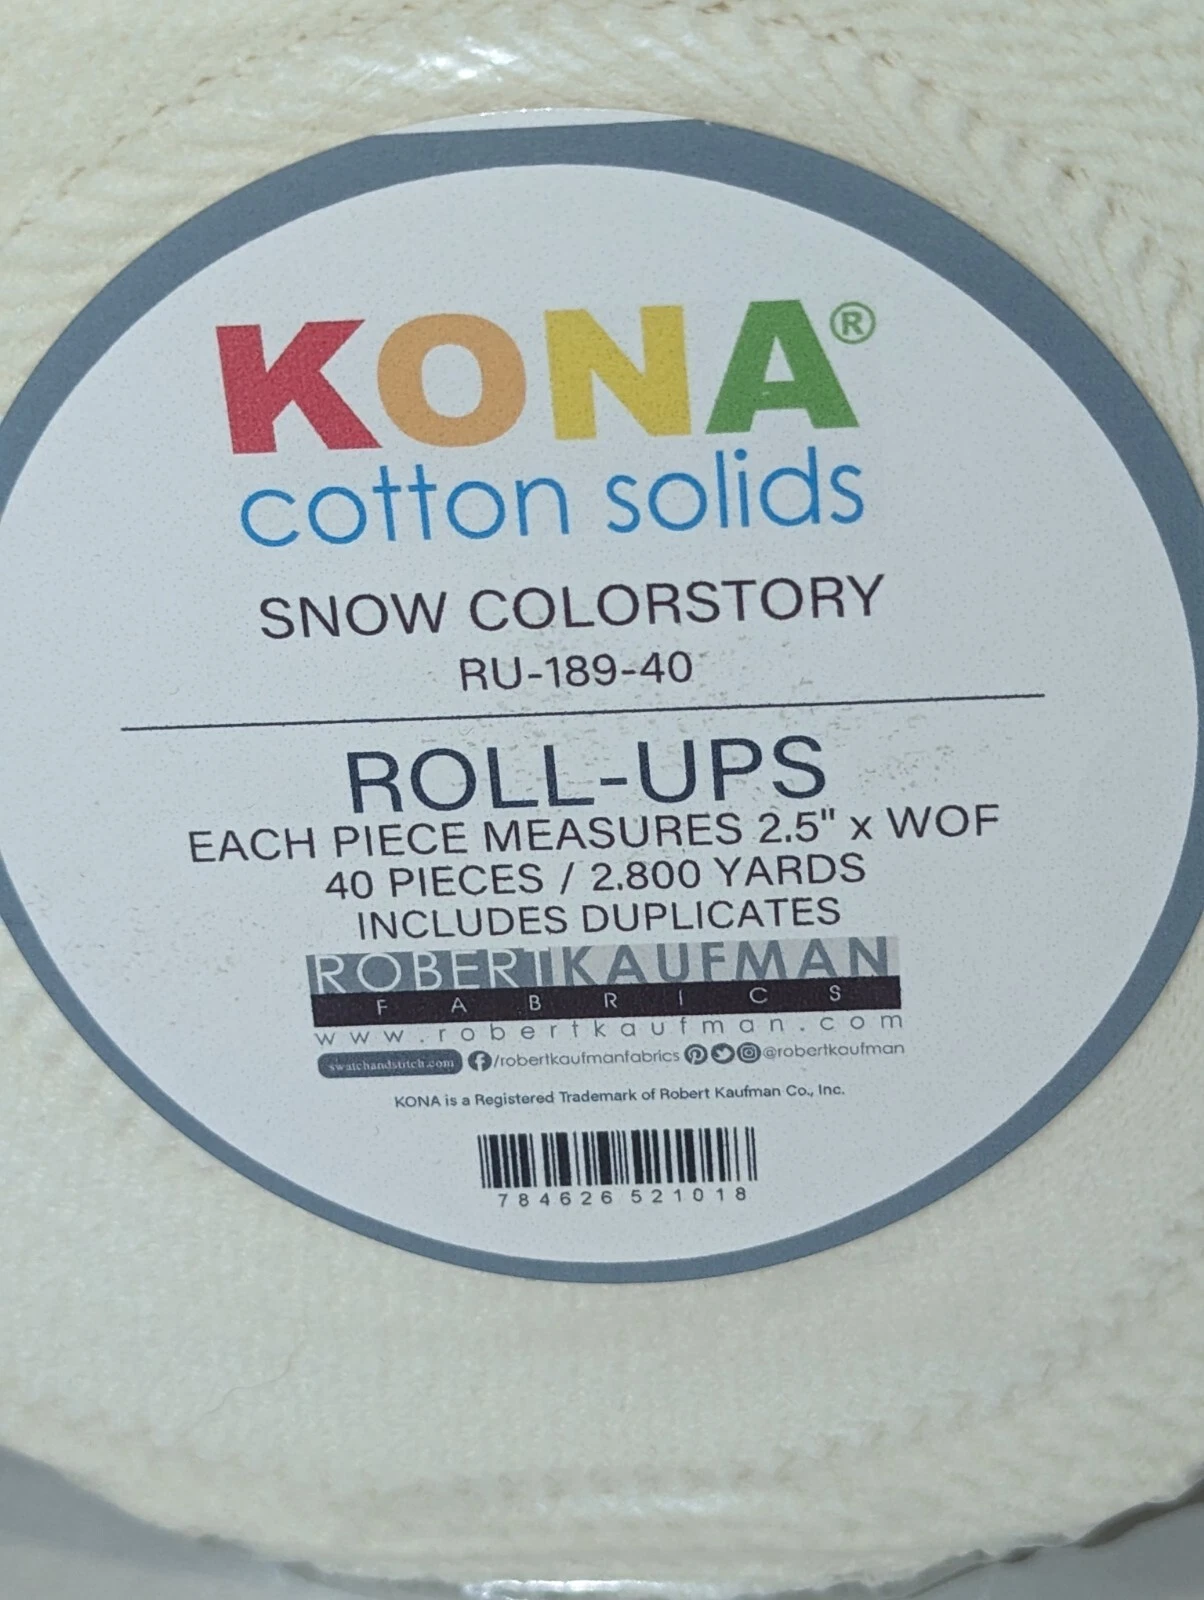 KONA®
cotton solids
SNOW COLORSTORY
RU-189-40
ROLL-UPS
EACH PIECE MEASURES 2.5" x WOF
40 PIECES / 2.800 YARDS
INCLUDES DUPLICATES
ROBERTKAUFMAN
FABRICS
www.robertkaufman.com
swatchandstitch.com /robertkaufmanfabrics @robertkaufman
KONA is a Registered Trademark of Robert Kaufman Co., Inc.
784626 521018